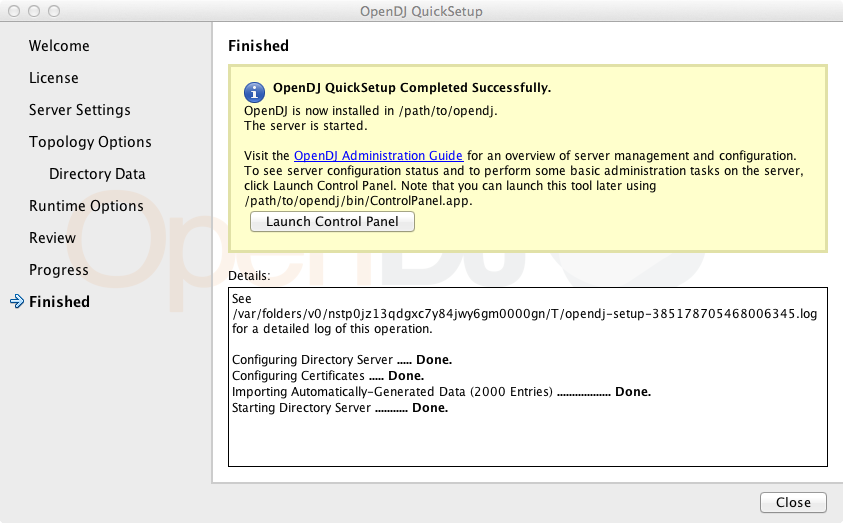 OpenDJ QuickSetup
Welcome
License
Server Settings
Topology Options
Directory Data
Runtime Options
Review
Progress
Finished
Finished
OpenDJ QuickSetup Completed Successfully.
OpenDJ is now installed in /path/to/opendj.
The server is started.
Visit the OpenDJ Administration Guide for an overview of server management and configuration.
To see server configuration status and to perform some basic administration tasks on the server,
click Launch Control Panel. Note that you can launch this tool later using
/path/to/opendj/bin/ControlPanel.app.
Launch Control Panel
OpenDJ
Details:
See
/var/folders/v0/nstp0jz13qdgxc7y84jwy6gm0000gn/T/opendj-setup-385178705468006345.log
for a detailed log of this operation.
Configuring Directory Server ..... Done.
Configuring Certificates ..... Done.
Importing Automatically-Generated Data (2000 Entries) .................. Done.
Starting Directory Server ........... Done.
Close